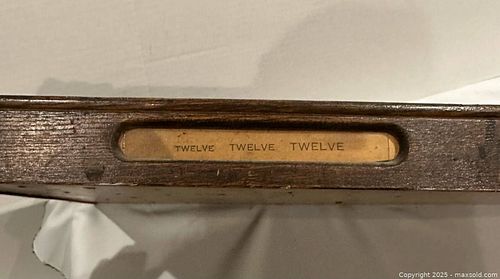 TWELVE TWELVE TWELVE
Copyright 2025 - maxsold.com